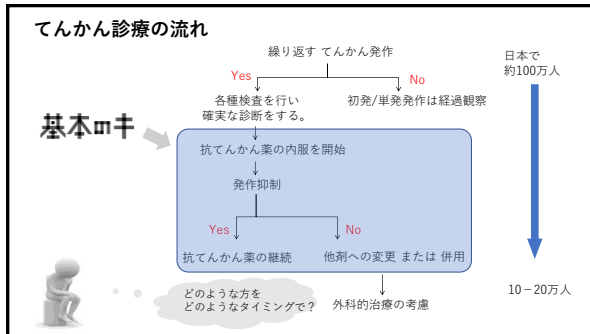 てんかん診療の流れ
繰り返す てんかん発作
日本で
約100万人
Yes
No
各種検査を行い
確実な診断をする。
初発/単発発作は経過観察
基本のキ
抗てんかん薬の内服を開始
発作抑制
Yes
No
抗てんかん薬の継続
他剤への変更 または 併用
どのような方を
どのようなタイミングで？
外科的治療の考慮
10－20万人